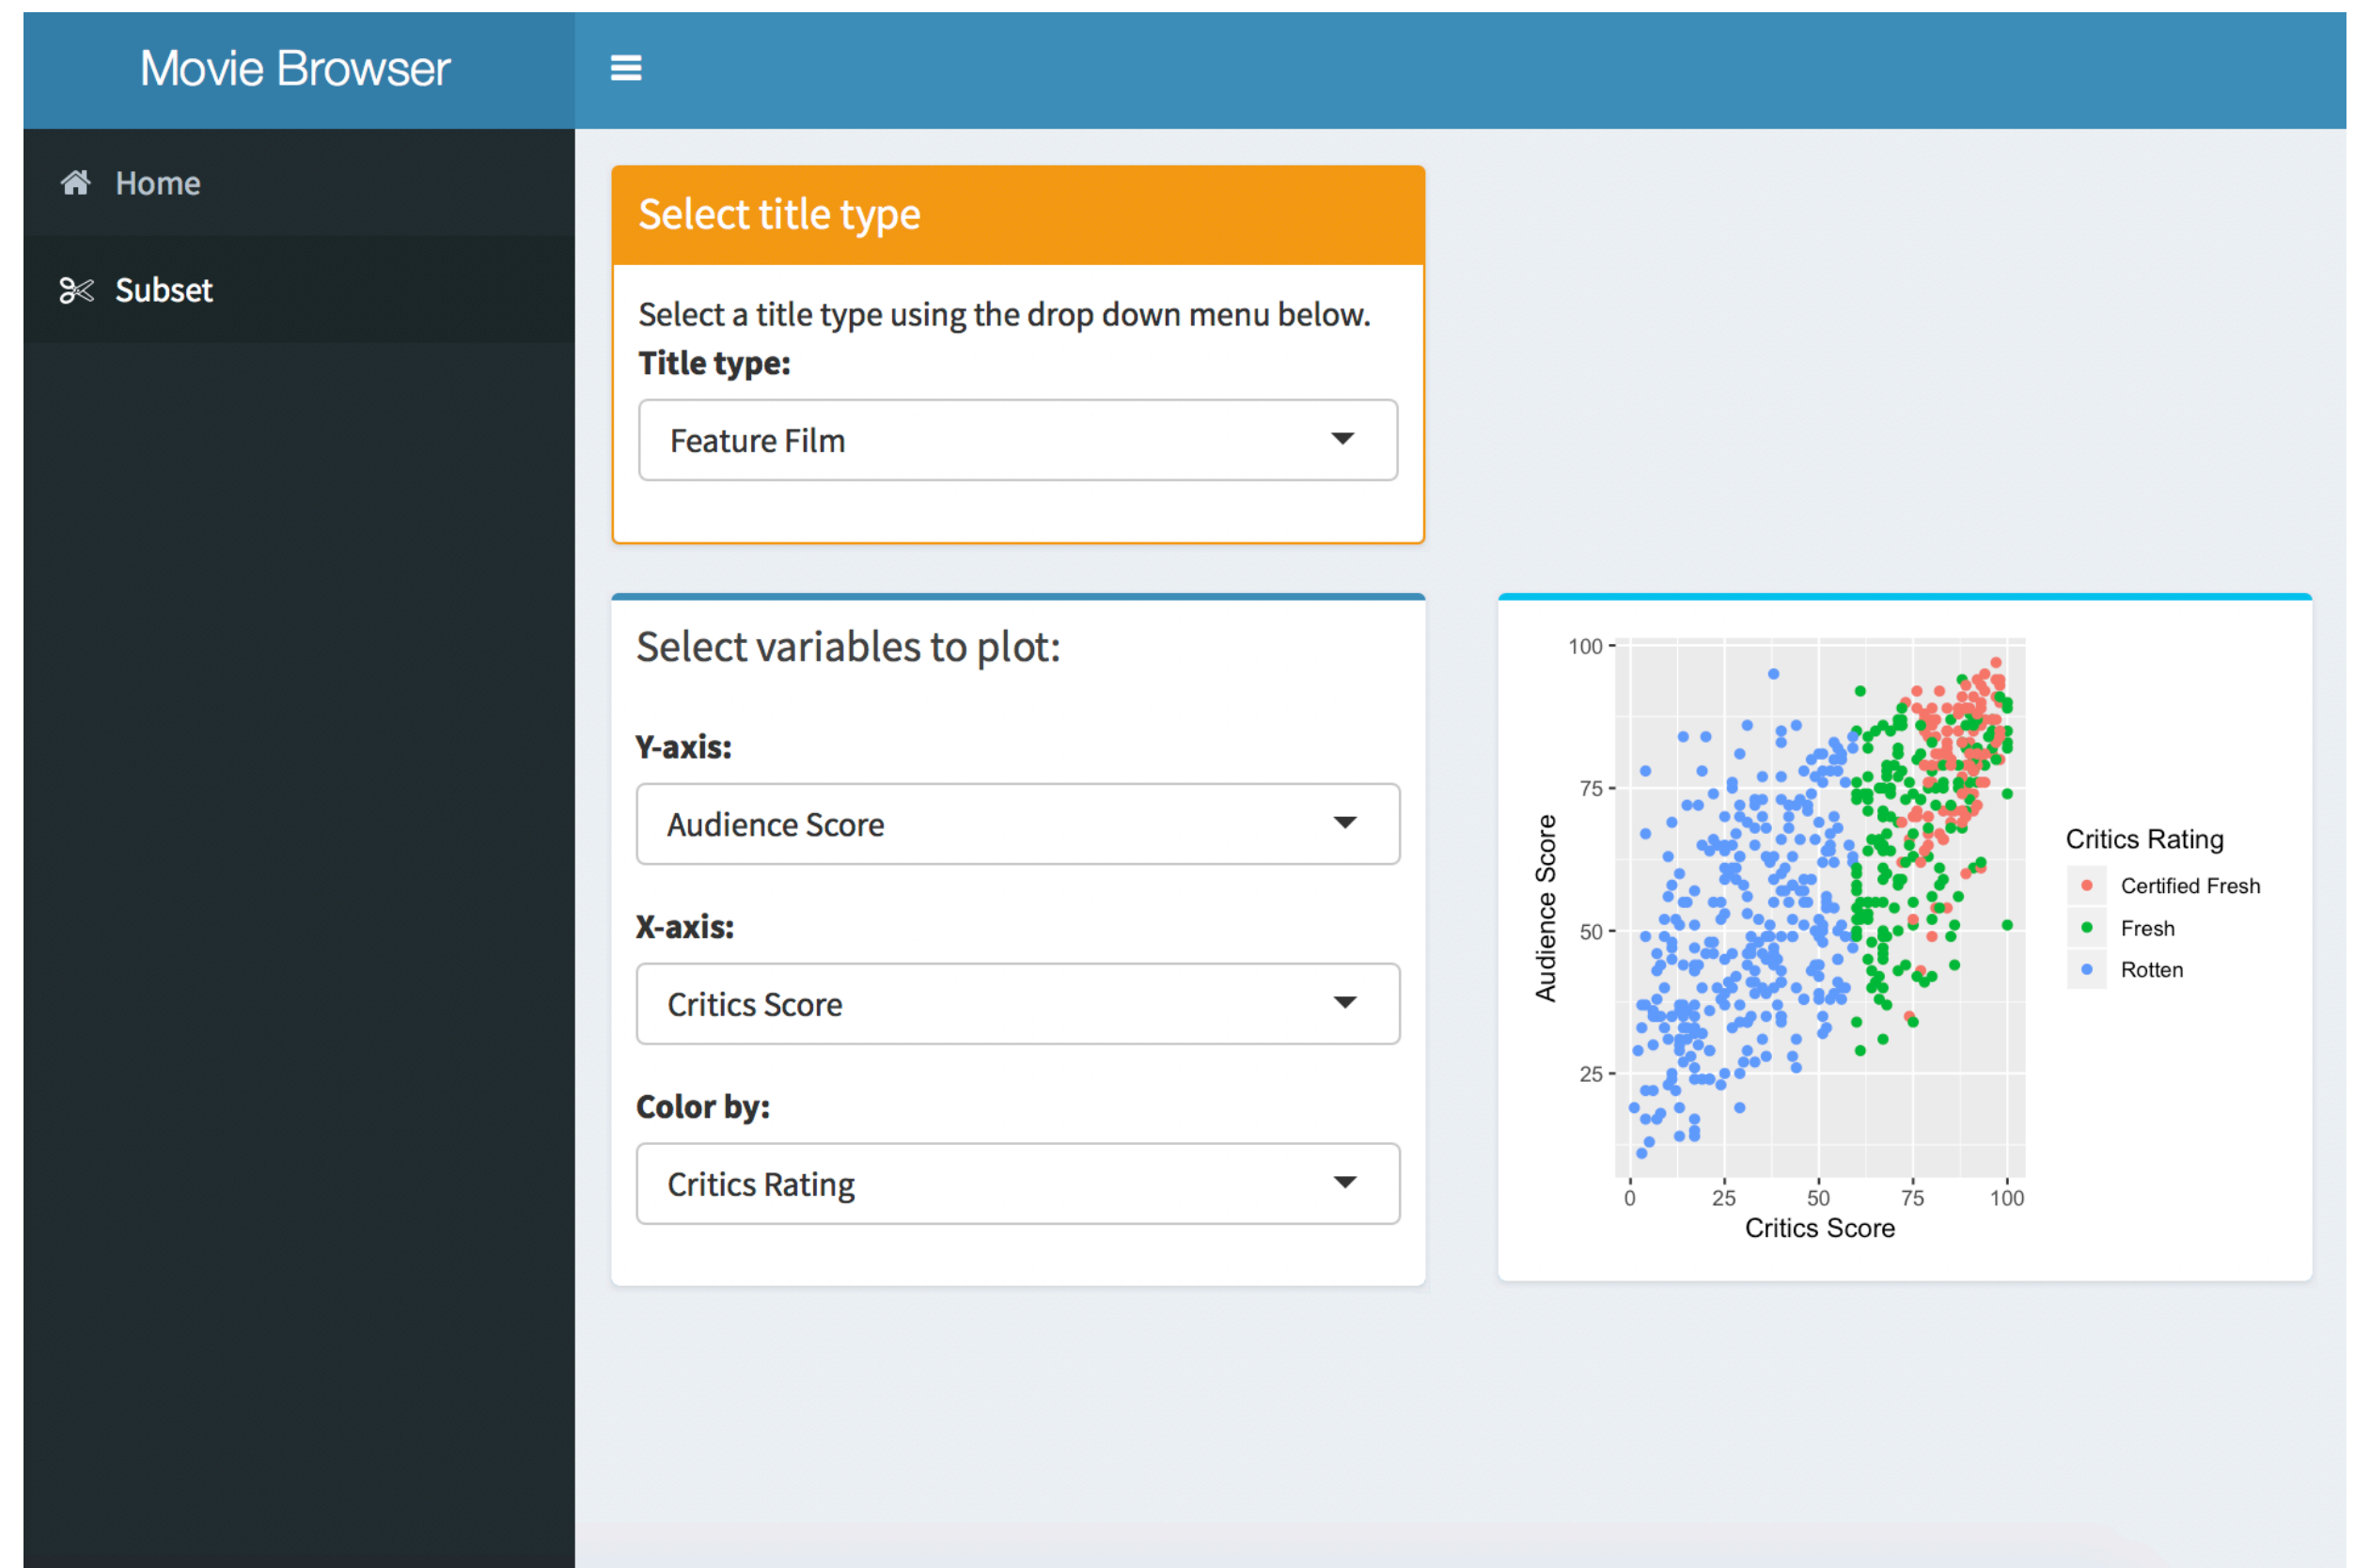 Movie Browser
Home
Subset
Select title type
Select a title type using the drop down menu below.
Title type:
Feature Film
Select variables to plot:
Y-axis:
Audience Score
X-axis:
Critics Score
Color by:
Critics Rating
100
75
50
25
Audience Score
0 25 50 75 100
Critics Score
Critics Rating
Certified Fresh
Fresh
Rotten